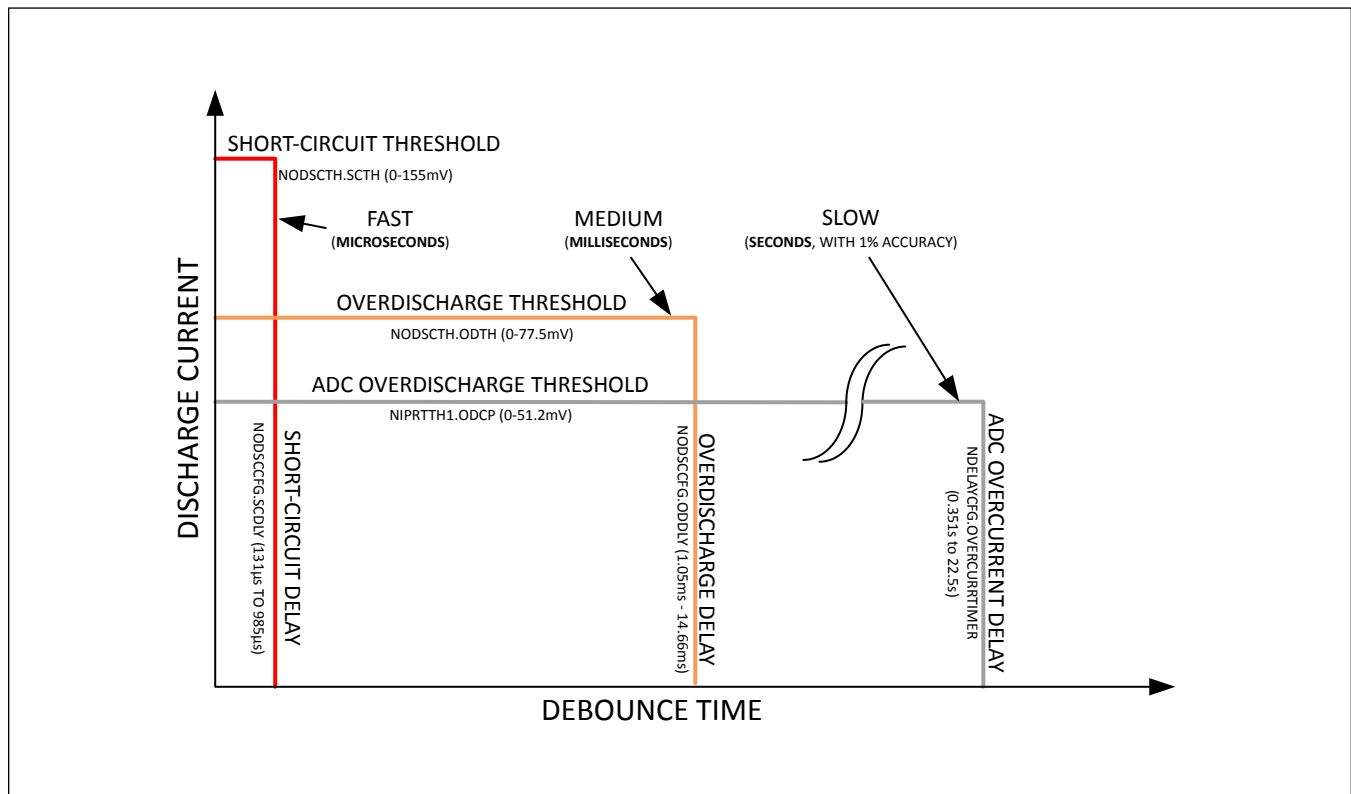 SHORT-CIRCUIT THRESHOLD
NODSCTH.SCTH (0-155mV)
FAST
(MICROSECONDS)
MEDIUM
(MILLISECONDS)
SLOW
(SECONDS, WITH 1% ACCURACY)
OVERDISCHARGE THRESHOLD
NODSCTH.ODTH (0-77.5mV)
ADC OVERDISCHARGE THRESHOLD
NIPRTTH1.ODCP (0-51.2mV)
DISCHARGE CURRENT
NODSCCFG.SCDLY (131µs TO 985µs)
SHORT-CIRCUIT DELAY
NODSCCFG.ODDLY (1.05ms - 14.66ms)
OVERDISCHARGE DELAY
(0.351s to 22.5s)
NDELAYCFG.OVERCURRTIMER
ADC OVERCURRENT DELAY
DEBOUNCE TIME